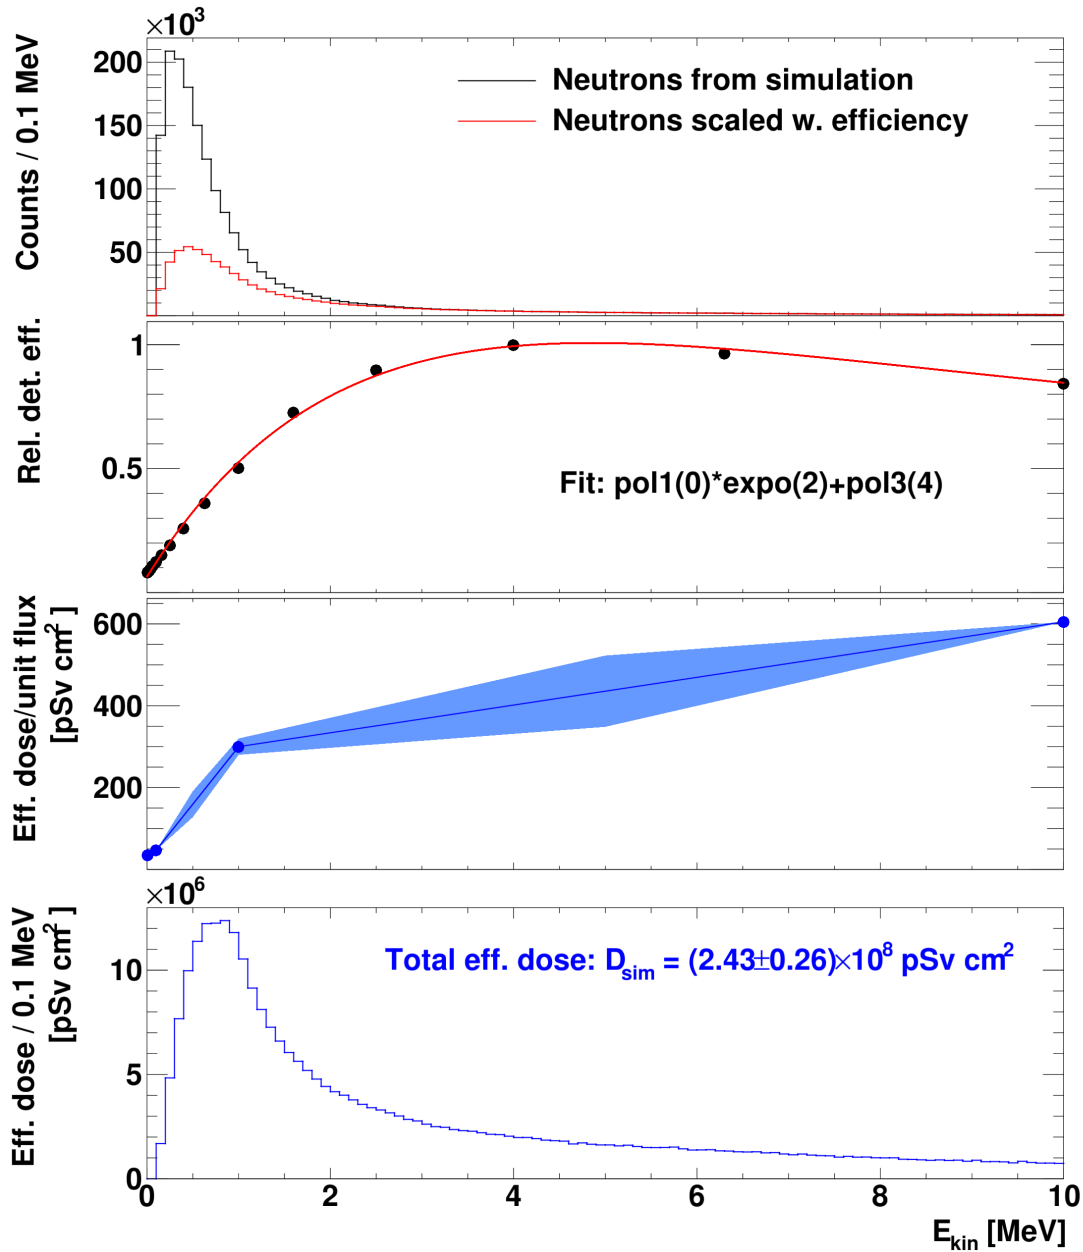 ×10³
Counts / 0.1 MeV
200
150
100
50
Neutrons from simulation
Neutrons scaled w. efficiency
Rel. det. eff.
1
0.5
Fit: pol1(0)*expo(2)+pol3(4)
Eff. dose/unit flux
[pSv cm²]
600
400
200
×10⁶
Eff. dose / 0.1 MeV
[pSv cm²]
10
5
0
Total eff. dose: D_sim = (2.43±0.26)×10⁸ pSv cm²
0 2 4 6 8 10
E_kin [MeV]